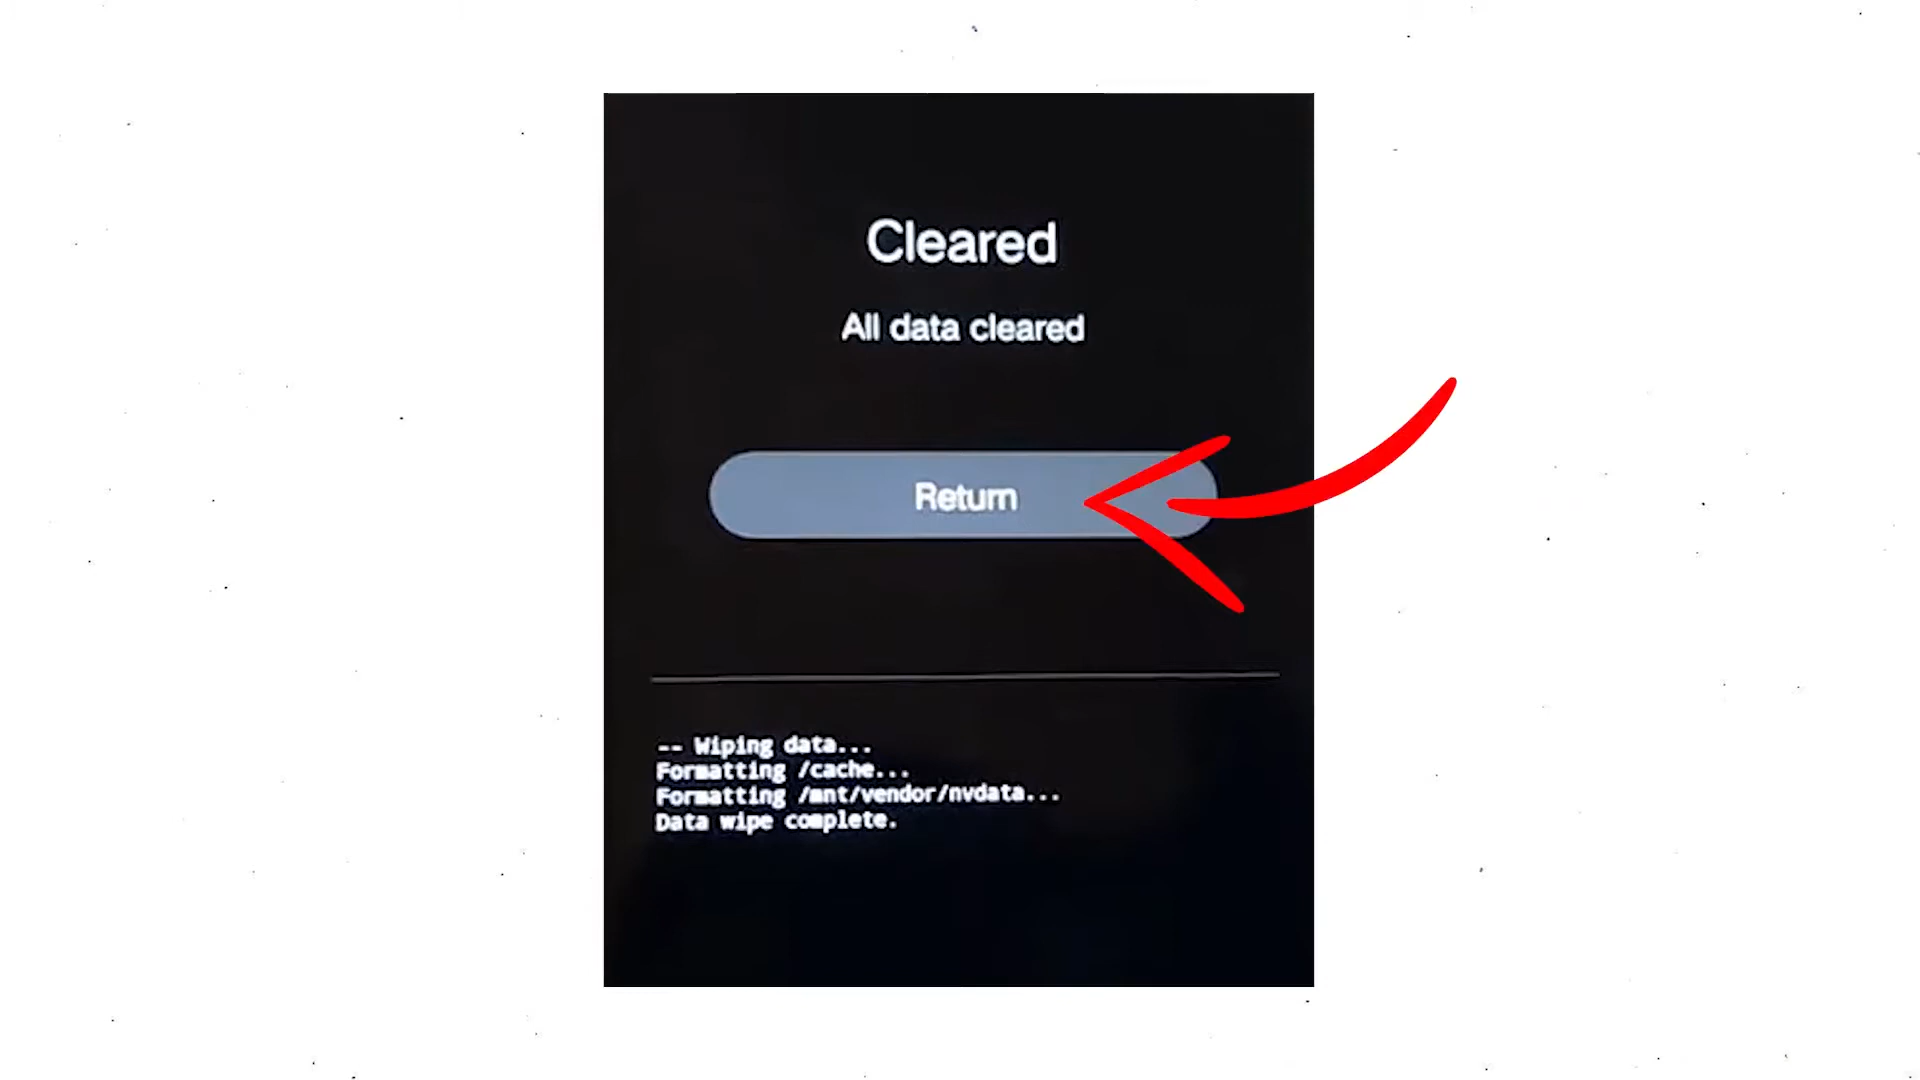 Cleared
All data cleared
Return
-- Wiping data...
Formatting /cache...
Formatting /mnt/vendor/nvdata...
Data wipe complete.